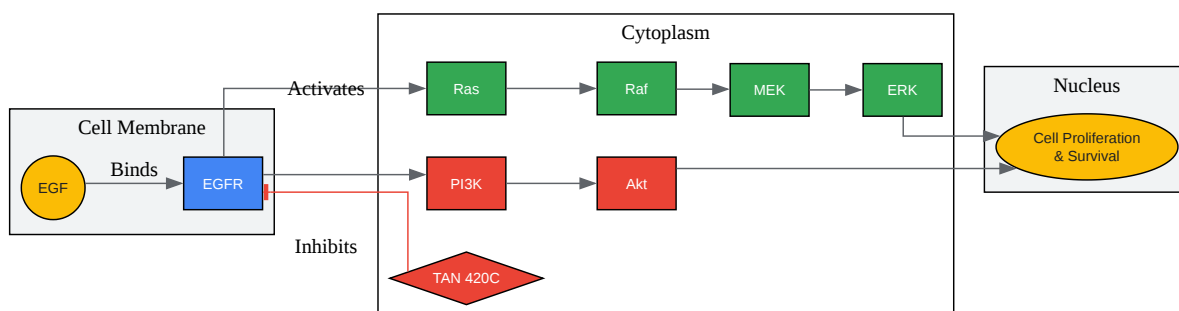 Cytoplasm
Activates
Ras
Raf
MEK
ERK
Nucleus
Cell Proliferation
& Survival
Cell Membrane
EGF
Binds
EGFR
PI3K
Akt
Inhibits
TAN 420C